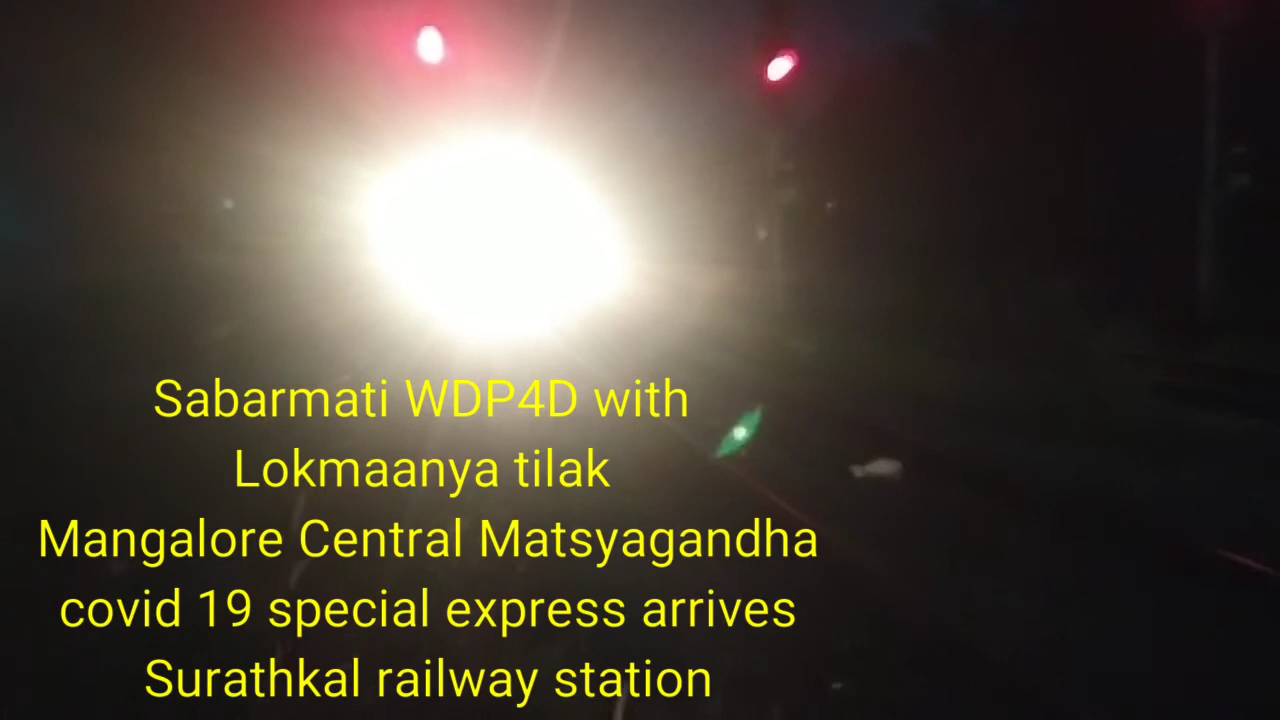 Sabarmati WDP4D with
Lokmaanya tilak
Mangalore Central Matsyagandha
covid 19 special express arrives
Surathkal railway station